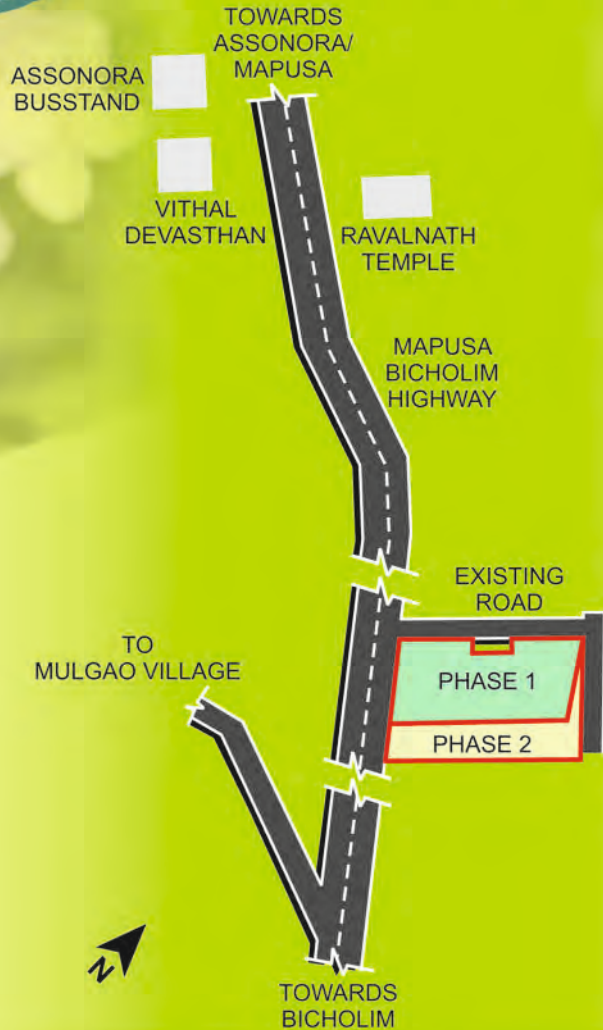 TOWARDS
ASSONORA/
MAPUSA
ASSONORA
BUSSTAND
VITHAL
DEVASTHAN
RAVALNATH
TEMPLE
MAPUSA
BICHOLIM
HIGHWAY
EXISTING
ROAD
TO
MULGAO VILLAGE
PHASE 1
PHASE 2
N
TOWARDS
BICHOLIM